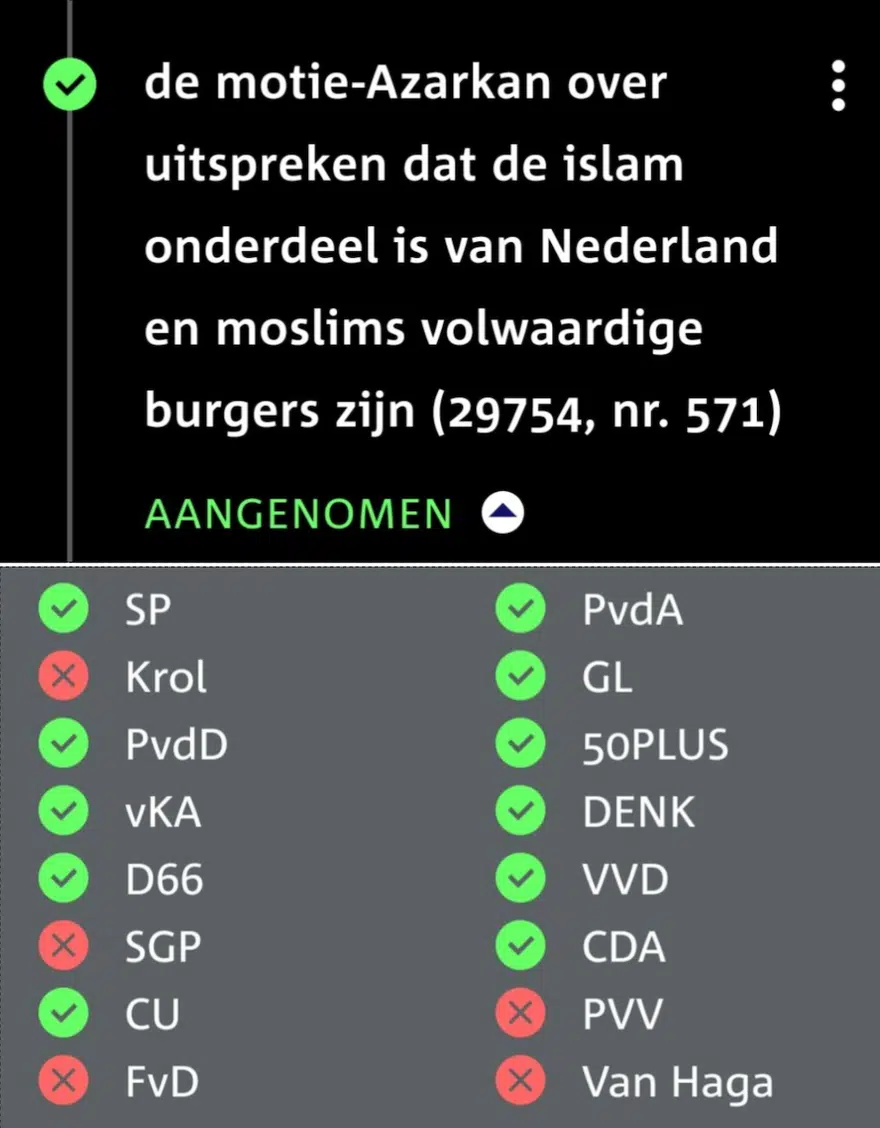 de motie-Azarkan over
uitspreken dat de islam
onderdeel is van Nederland
en moslims volwaardige
burgers zijn (29754, nr. 571)
AANGENOMEN
SP PvdA
Krol GL
PvdD 50PLUS
vKA DENK
D66 VVD
SGP CDA
CU PVV
FvD Van Haga